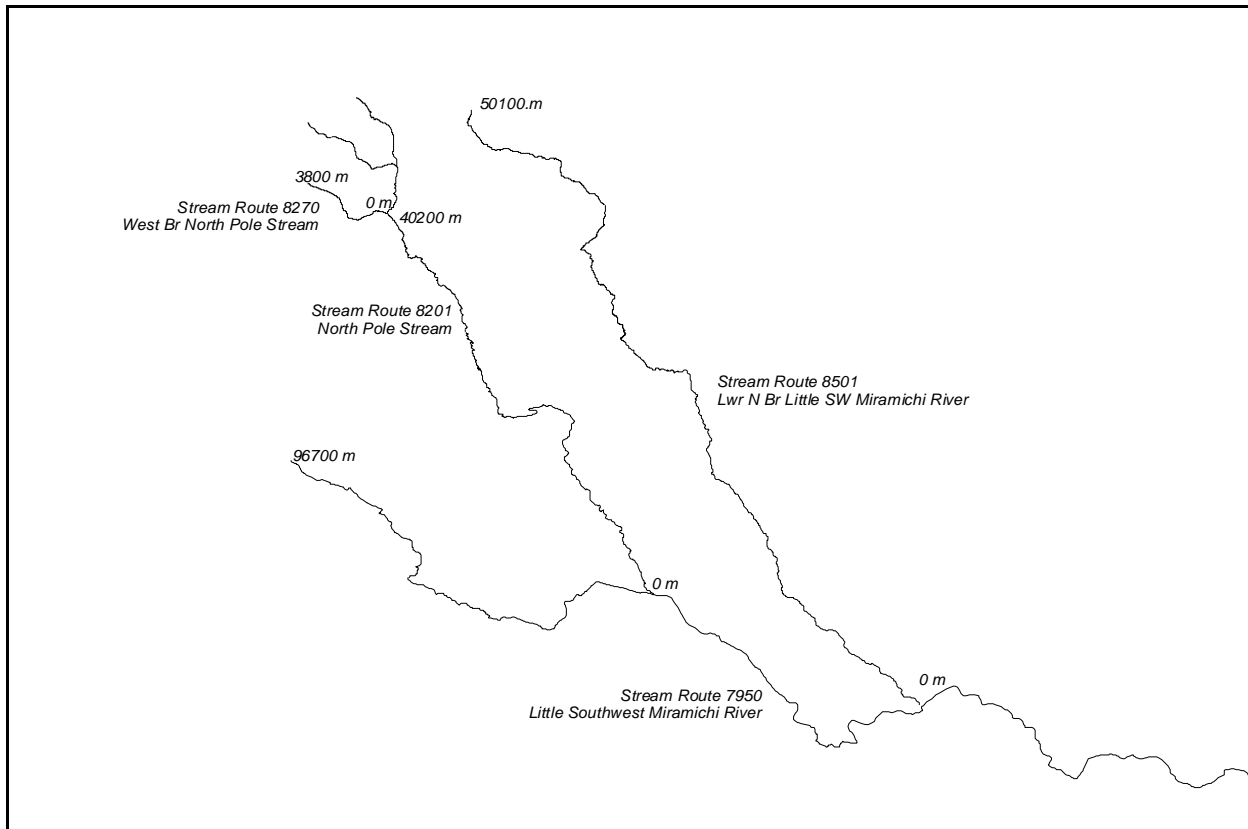 50100.m
3800 m
0 m
Stream Route 8270
West Br North Pole Stream
40200 m
Stream Route 8201
North Pole Stream
Stream Route 8501
Lwr N Br Little SW Miramichi River
96700 m
0 m
0 m
Stream Route 7950
Little Southwest Miramichi River